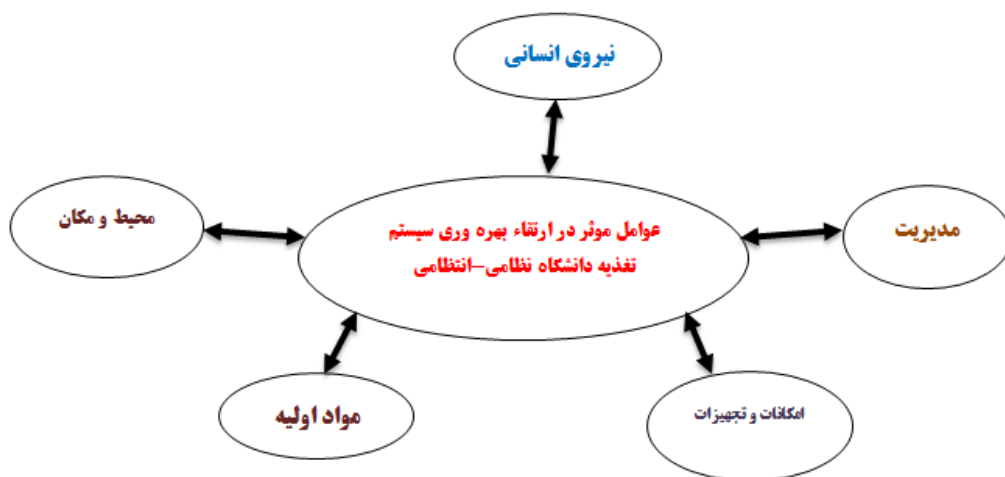 نیروی انسانی
محیط و مکان
عوامل موثر در ارتقاء بهره وری سیستم
تغذیه دانشگاه نظامی–انتظامی
مدیریت
مواد اولیه
امکانات و تجهیزات